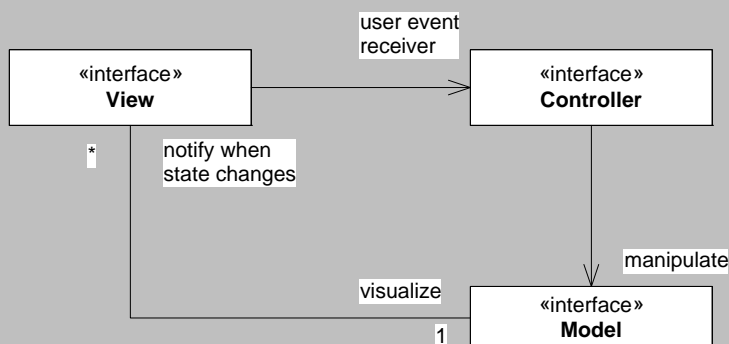 user event
receiver
«interface»
View
«interface»
Controller
*
notify when
state changes
manipulate
visualize
1
«interface»
Model